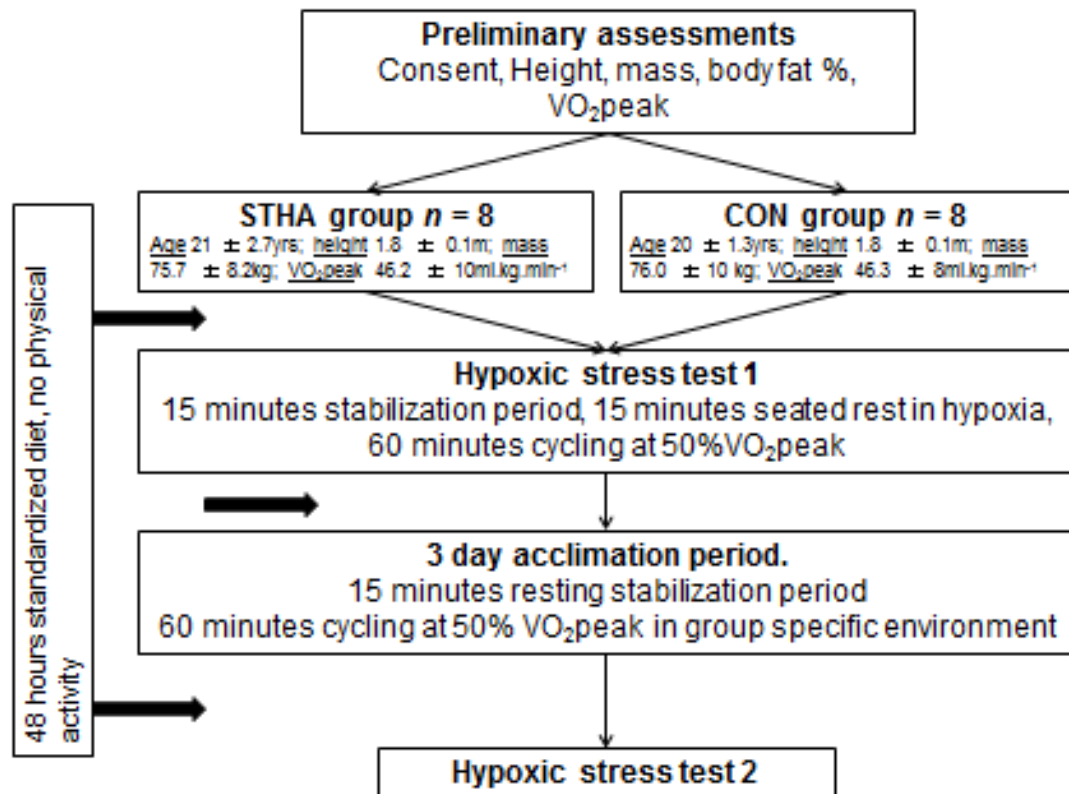 Preliminary assessments
Consent, Height, mass, body fat %,
VO₂peak
STHA group n = 8
Age 21 ± 2.7yrs; height 1.8 ± 0.1m; mass
75.7 ± 8.2kg; VO₂peak 46.2 ± 10ml.kg.min⁻¹
CON group n = 8
Age 20 ± 1.3yrs; height 1.8 ± 0.1m; mass
76.0 ± 10 kg; VO₂peak 46.3 ± 8ml.kg.min⁻¹
48 hours standardized diet, no physical
activity
Hypoxic stress test 1
15 minutes stabilization period, 15 minutes seated rest in hypoxia,
60 minutes cycling at 50%VO₂peak
3 day acclimation period.
15 minutes resting stabilization period
60 minutes cycling at 50% VO₂peak in group specific environment
Hypoxic stress test 2